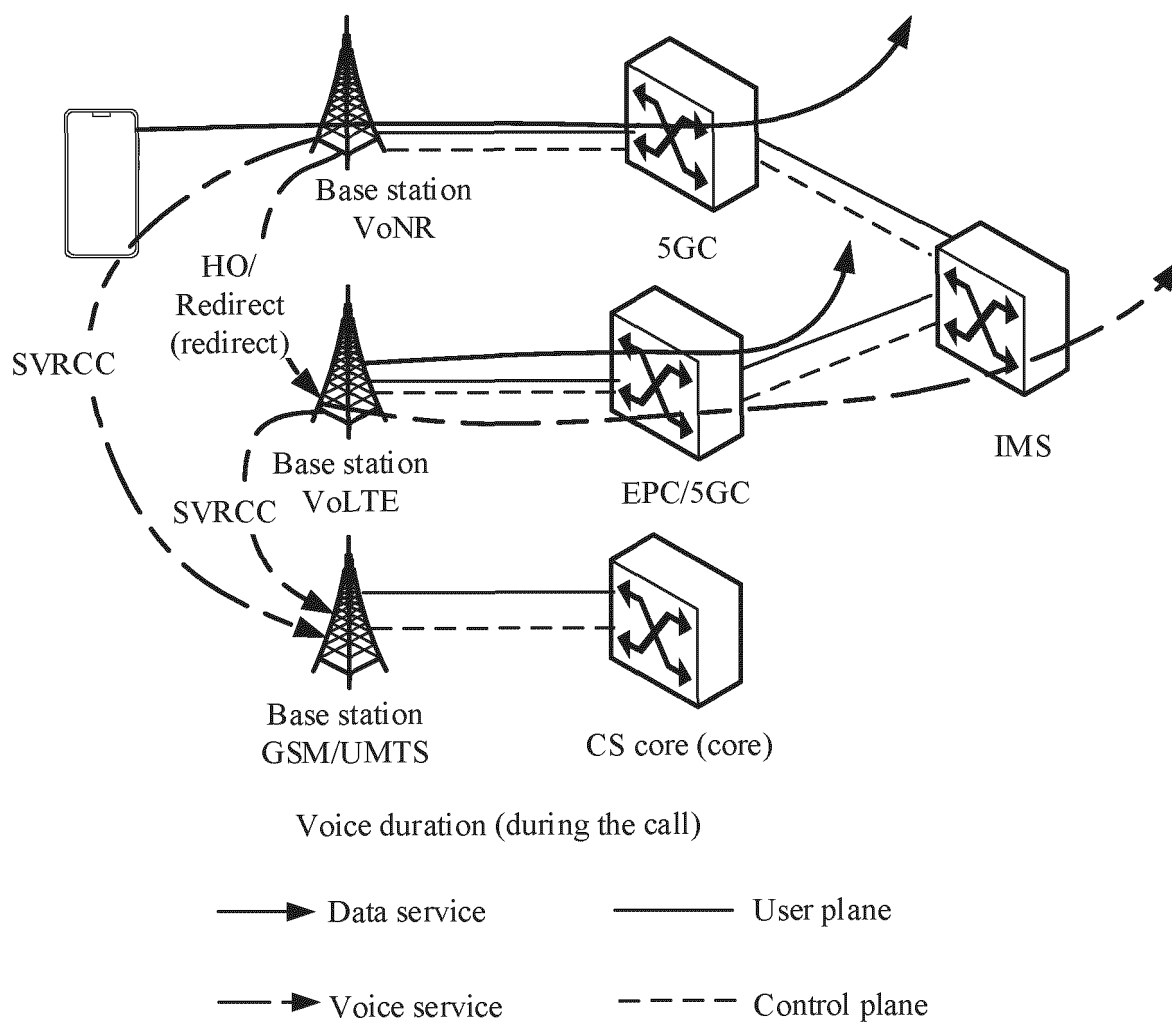 Base station
VoNR
5GC
HO/
Redirect
(redirect)
SVRCC
IMS
Base station
VoLTE
EPC/5GC
SVRCC
Base station
GSM/UMTS
CS core (core)
Voice duration (during the call)
Data service
User plane
Voice service
Control plane